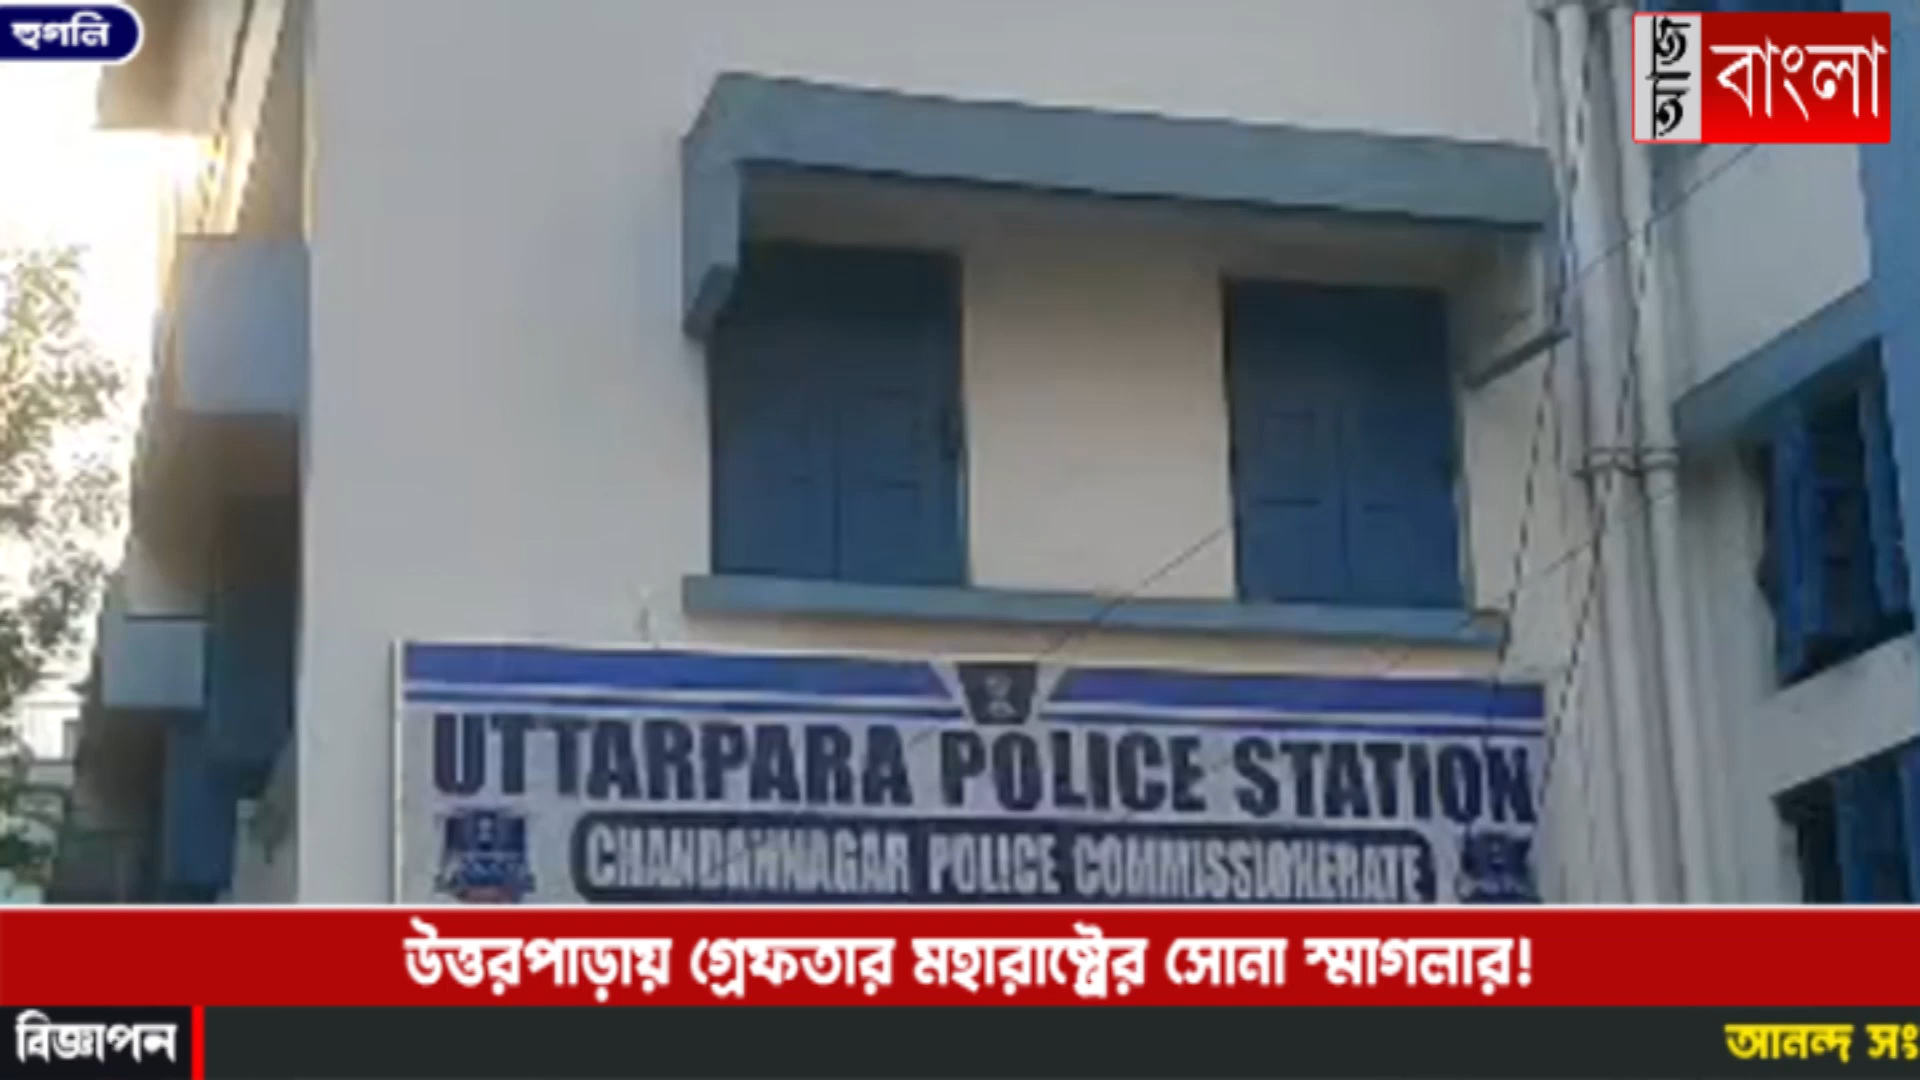 হুগলি
আজ বাংলা
UTTARPARA POLICE STATION
CHANDANNAGAR POLICE COMMISSIONERATE
উত্তরপাড়ায় গ্রেফতার মহারাষ্ট্রের সোনা স্মাগলার!
বিজ্ঞাপন
আনন্দ সং